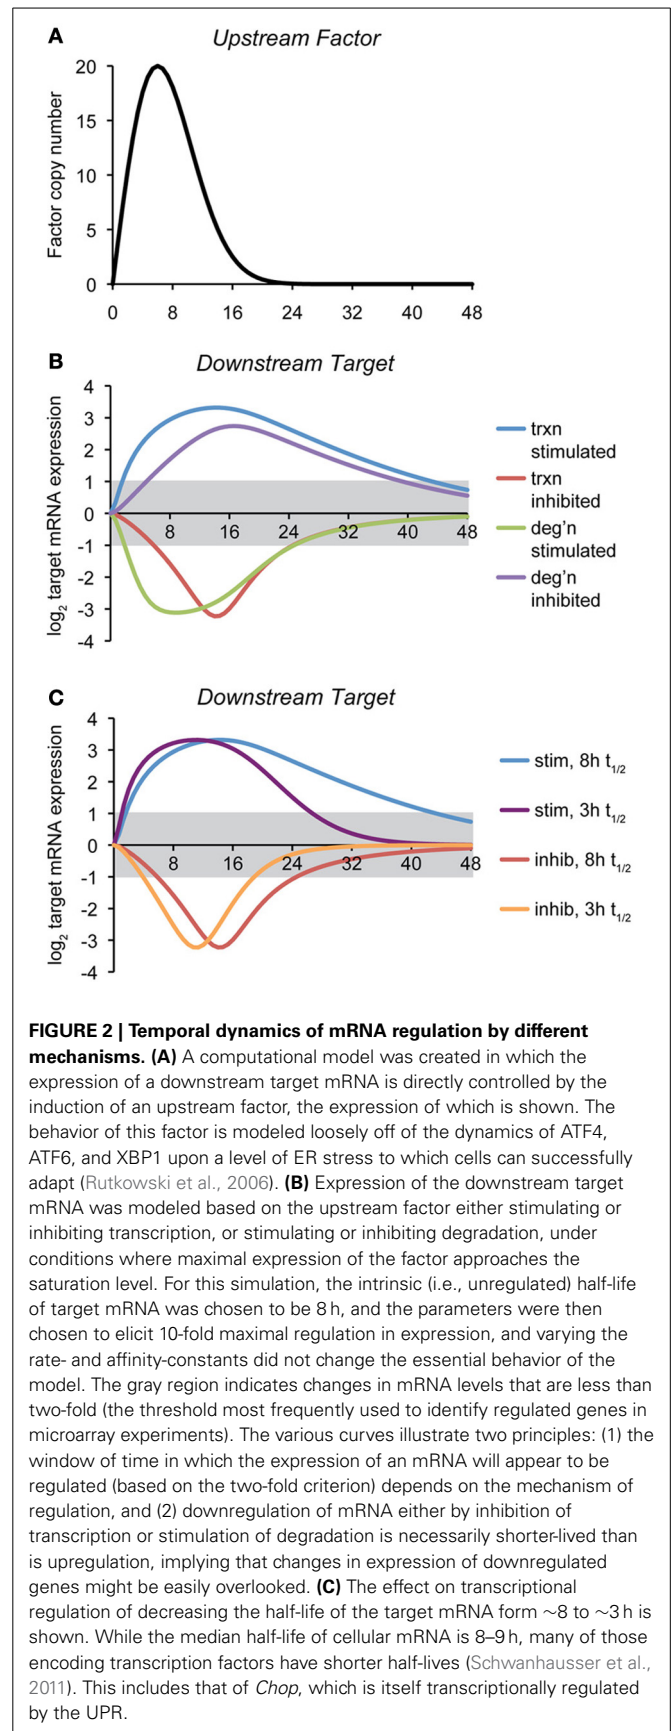 A
Upstream Factor
Factor copy number
20
15
10
5
0
0 8 16 24 32 40 48
B
Downstream Target
log2 target mRNA expression
4
3
2
1
0
-1
-2
-3
-4
8 16 24 32 40 48
trxn
stimulated
trxn
inhibited
deg'n
stimulated
deg'n
inhibited
C
Downstream Target
log2 target mRNA expression
4
3
2
1
0
-1
-2
-3
-4
8 16 24 32 40 48
stim, 8h t1/2
stim, 3h t1/2
inhib, 8h t1/2
inhib, 3h t1/2
FIGURE 2 | Temporal dynamics of mRNA regulation by different
mechanisms. (A) A computational model was created in which the
expression of a downstream target mRNA is directly controlled by the
induction of an upstream factor, the expression of which is shown. The
behavior of this factor is modeled loosely off of the dynamics of ATF4,
ATF6, and XBP1 upon a level of ER stress to which cells can successfully
adapt (Rutkowski et al., 2006). (B) Expression of the downstream target
mRNA was modeled based on the upstream factor either stimulating or
inhibiting transcription, or stimulating or inhibiting degradation, under
conditions where maximal expression of the factor approaches the
saturation level. For this simulation, the intrinsic (i.e., unregulated) half-life
of target mRNA was chosen to be 8 h, and the parameters were then
chosen to elicit 10-fold maximal regulation in expression, and varying the
rate- and affinity-constants did not change the essential behavior of the
model. The gray region indicates changes in mRNA levels that are less than
two-fold (the threshold most frequently used to identify regulated genes in
microarray experiments). The various curves illustrate two principles: (1) the
window of time in which the expression of an mRNA will appear to be
regulated (based on the two-fold criterion) depends on the mechanism of
regulation, and (2) downregulation of mRNA either by inhibition of
transcription or stimulation of degradation is necessarily shorter-lived than
is upregulation, implying that changes in expression of downregulated
genes might be easily overlooked. (C) The effect on transcriptional
regulation of decreasing the half-life of the target mRNA form ∼8 to ∼3 h is
shown. While the median half-life of cellular mRNA is 8–9 h, many of those
encoding transcription factors have shorter half-lives (Schwanhausser et al.,
2011). This includes that of Chop, which is itself transcriptionally regulated
by the UPR.